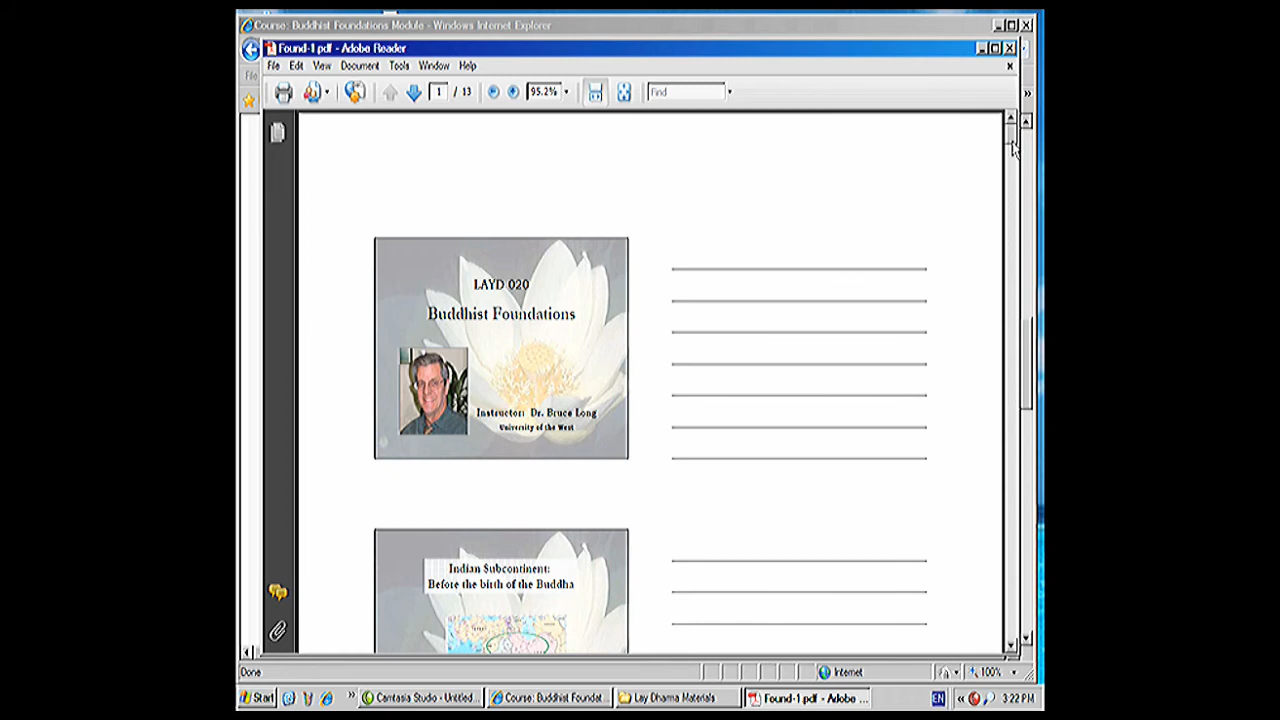 Course: Buddhist Foundations Module - Windows Internet Explorer
Found-1.pdf - Adobe Reader
File Edit View Document Tools Window Help
File
1 / 13
95.2%
Find
LAYD 020
Buddhist Foundations
Instructor: Dr. Bruce Long
University of the West
Indian Subcontinent:
Before the birth of the Buddha
Done
Internet
100%
Start
Camtasia Studio - Untitled...
Course: Buddhist Foundat...
Lay Dharma Materials
Found-1.pdf - Adobe ...
EN
3:22 PM